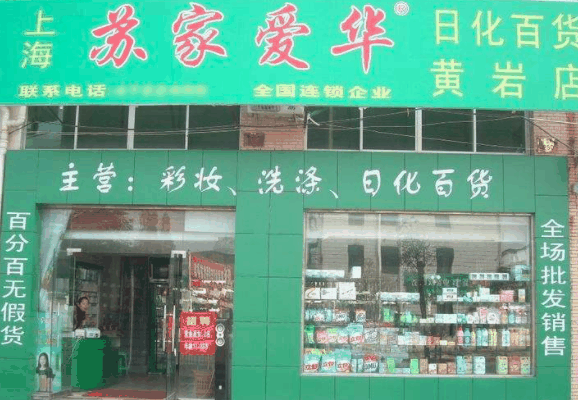 上海
苏家爱华®
日化百货
黄岩店
联系电话
全国连锁企业
主营：彩妆、洗涤、日化百货
百分百无假货
全场批发销售
招聘